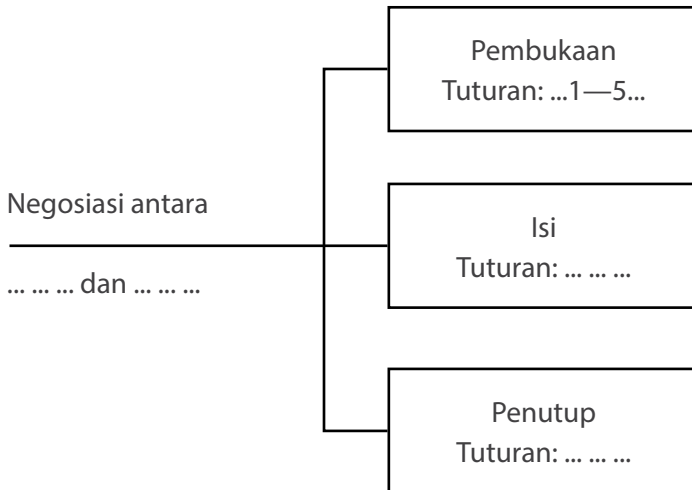 Pembukaan
Tuturan: ...1—5...
Negosiasi antara
... ... ... dan ... ... ...
Isi
Tuturan: ... ... ...
Penutup
Tuturan: ... ... ...